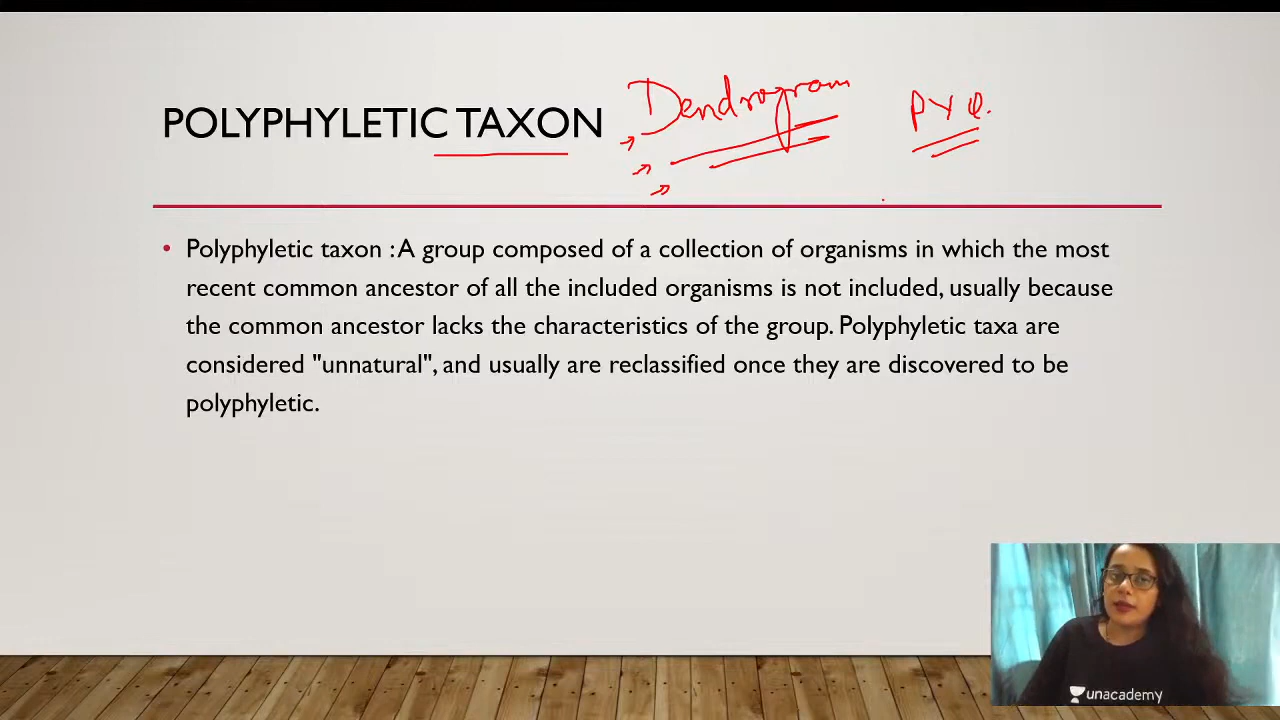 POLYPHYLETIC TAXON
Dendrogram
PYQ.
• Polyphyletic taxon : A group composed of a collection of organisms in which the most
recent common ancestor of all the included organisms is not included, usually because
the common ancestor lacks the characteristics of the group. Polyphyletic taxa are
considered "unnatural", and usually are reclassified once they are discovered to be
polyphyletic.
unacademy